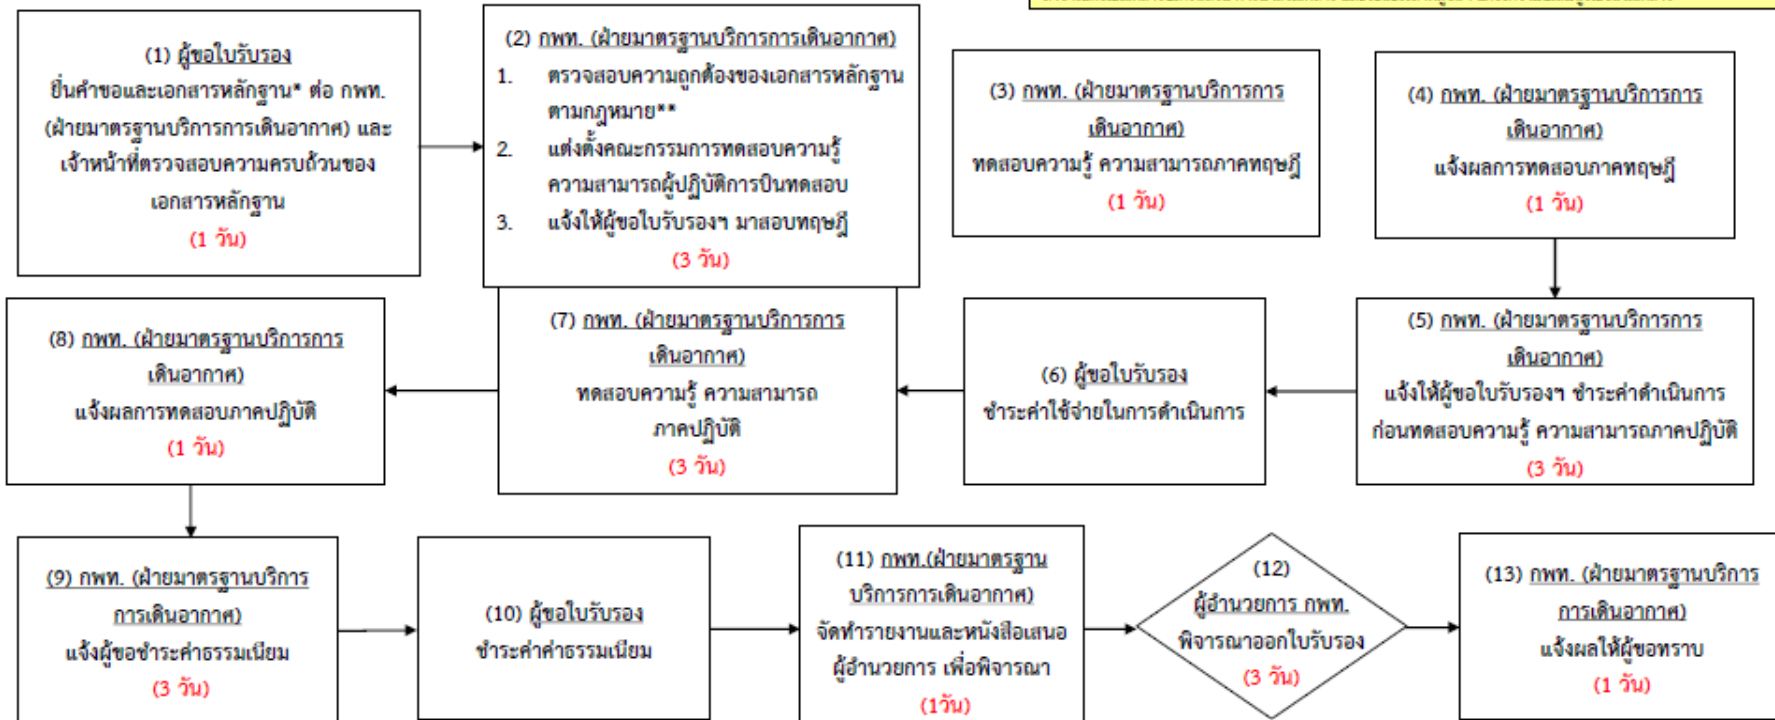 (1) ผู้ขอใบรับรอง
ยื่นคำขอและเอกสารหลักฐาน* ต่อ กพท.
(ฝ่ายมาตรฐานบริการการเดินอากาศ) และ
เจ้าหน้าที่ตรวจสอบความครบถ้วนของ
เอกสารหลักฐาน
(1 วัน)
(2) กพท. (ฝ่ายมาตรฐานบริการการเดินอากาศ)
1. ตรวจสอบความถูกต้องของเอกสารหลักฐาน
ตามกฎหมาย**
2. แต่งตั้งคณะกรรมการทดสอบความรู้
ความสามารถผู้ปฏิบัติการบินทดสอบ
3. แจ้งให้ผู้ขอใบรับรองฯ มาสอบทฤษฎี
(3 วัน)
(3) กพท. (ฝ่ายมาตรฐานบริการการ
เดินอากาศ)
ทดสอบความรู้ ความสามารถภาคทฤษฎี
(1 วัน)
(4) กพท. (ฝ่ายมาตรฐานบริการการ
เดินอากาศ)
แจ้งผลการทดสอบภาคทฤษฎี
(1 วัน)
(5) กพท. (ฝ่ายมาตรฐานบริการการ
เดินอากาศ)
แจ้งให้ผู้ขอใบรับรองฯ ชำระค่าดำเนินการ
ก่อนทดสอบความรู้ ความสามารถภาคปฏิบัติ
(3 วัน)
(6) ผู้ขอใบรับรอง
ชำระค่าใช้จ่ายในการดำเนินการ
(7) กพท. (ฝ่ายมาตรฐานบริการการ
เดินอากาศ)
ทดสอบความรู้ ความสามารถ
ภาคปฏิบัติ
(3 วัน)
(8) กพท. (ฝ่ายมาตรฐานบริการการ
เดินอากาศ)
แจ้งผลการทดสอบภาคปฏิบัติ
(1 วัน)
(9) กพท. (ฝ่ายมาตรฐานบริการ
การเดินอากาศ)
แจ้งผู้ขอชำระค่าธรรมเนียม
(3 วัน)
(10) ผู้ขอใบรับรอง
ชำระค่าค่าธรรมเนียม
(11) กพท.(ฝ่ายมาตรฐาน
บริการการเดินอากาศ)
จัดทำรายงานและหนังสือเสนอ
ผู้อำนวยการ เพื่อพิจารณา
(1วัน)
(12)
ผู้อำนวยการ กพท.
พิจารณาออกใบรับรอง
(3 วัน)
(13) กพท. (ฝ่ายมาตรฐานบริการ
การเดินอากาศ)
แจ้งผลให้ผู้ขอทราบ
(1 วัน)